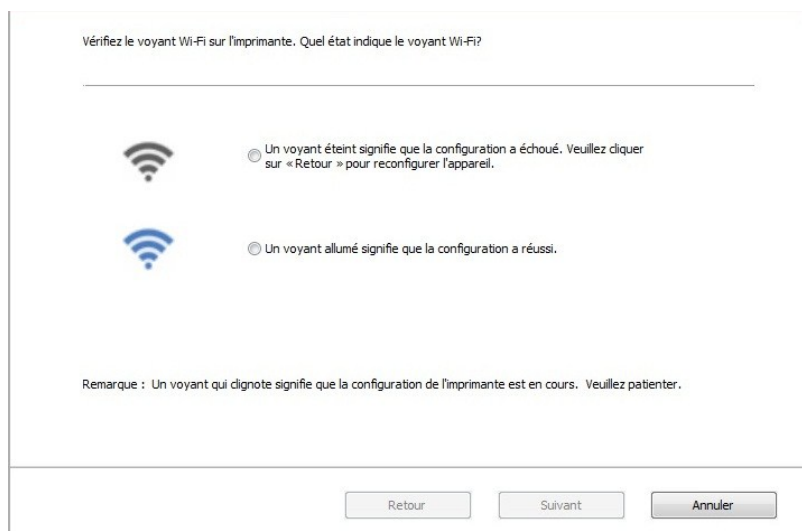 Vérifiez le voyant Wi-Fi sur l'imprimante. Quel état indique le voyant Wi-Fi?
Un voyant éteint signifie que la configuration a échoué. Veuillez cliquer
sur « Retour » pour reconfigurer l'appareil.
Un voyant allumé signifie que la configuration a réussi.
Remarque : Un voyant qui clignote signifie que la configuration de l'imprimante est en cours. Veuillez patienter.
Retour
Suivant
Annuler